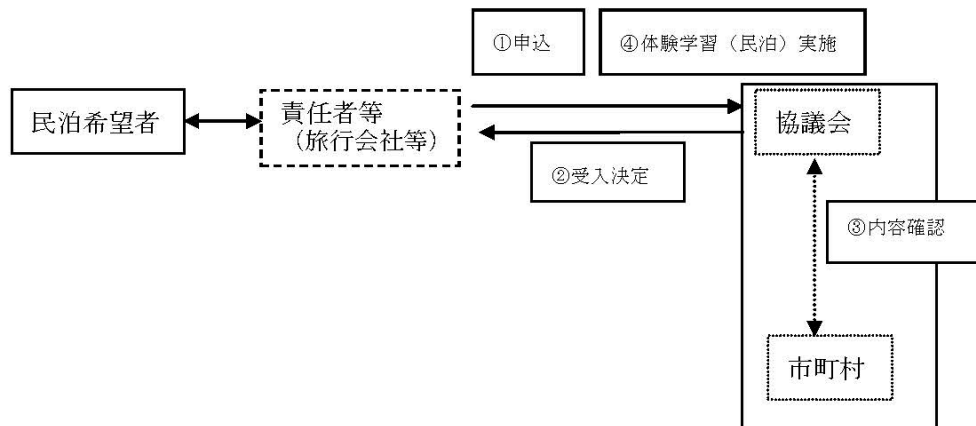 ①申込
④体験学習（民泊）実施
民泊希望者
責任者等
（旅行会社等）
協議会
②受入決定
③内容確認
市町村